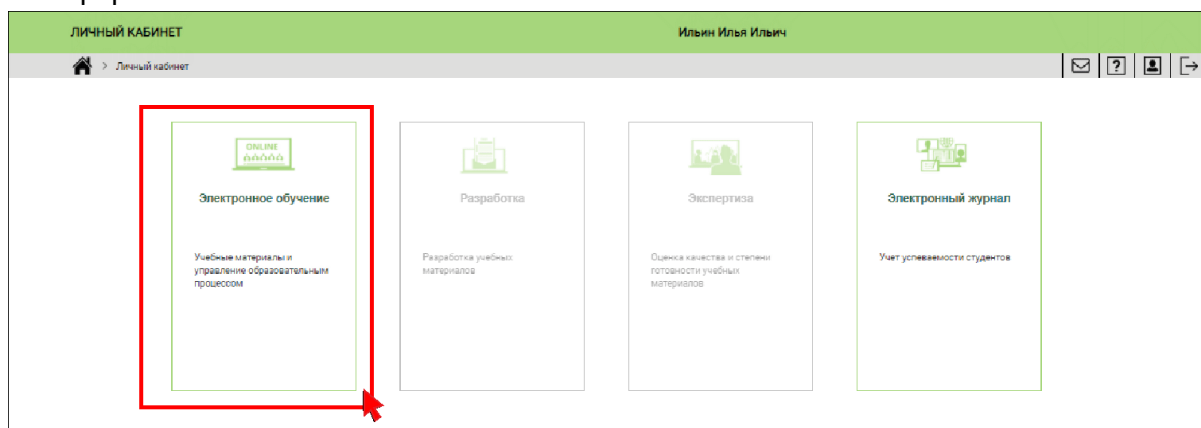 ЛИЧНЫЙ КАБИНЕТ
Ильин Илья Ильич
> Личный кабинет
?
ONLINE
Электронное обучение
Учебные материалы и
управление образовательным
процессом
Разработка
Разработка учебных
материалов
Экспертиза
Оценка качества и степени
готовности учебных
материалов
Электронный журнал
Учет успеваемости студентов